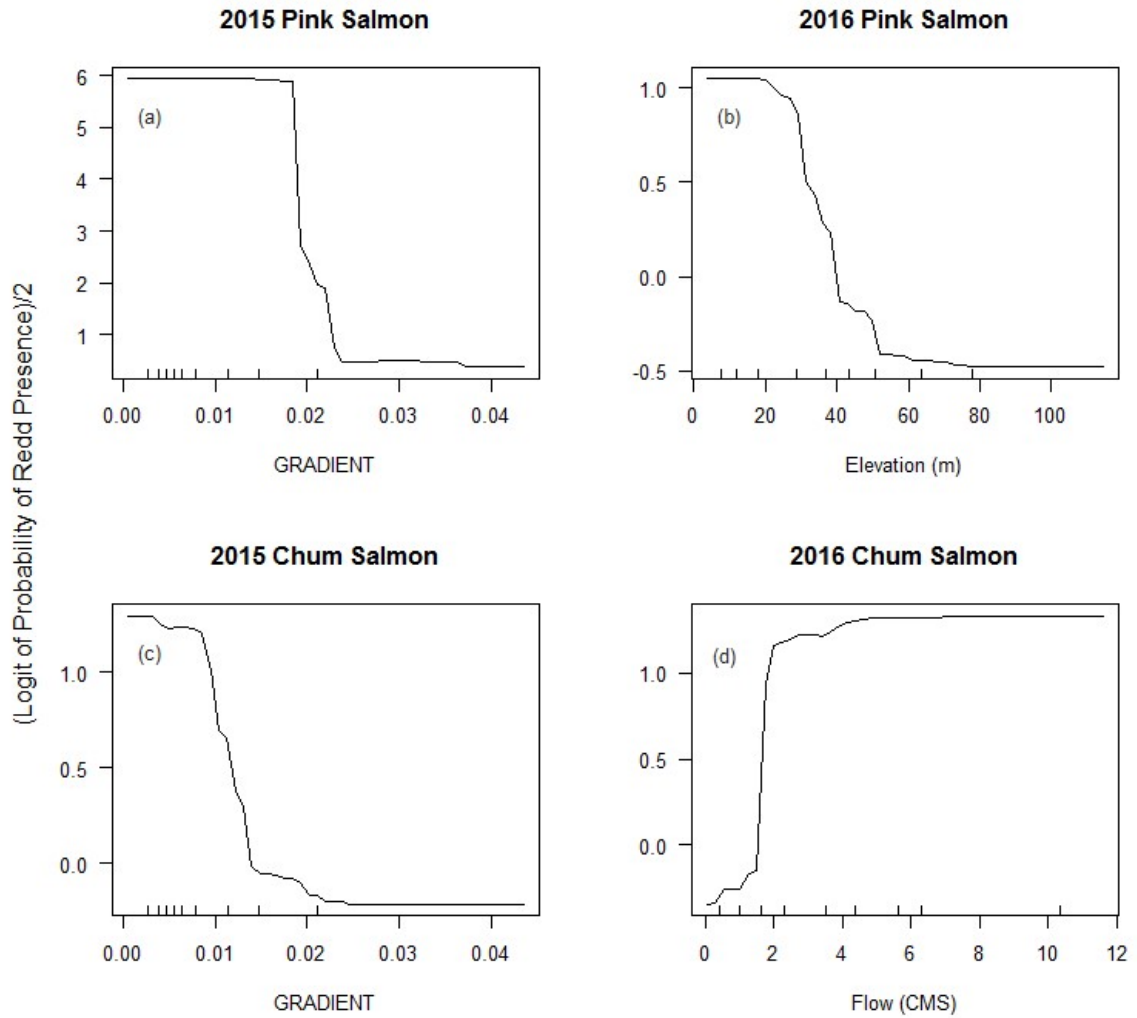 2015 Pink Salmon
(a)
6
5
4
3
2
1
0.00 0.01 0.02 0.03 0.04
GRADIENT
2016 Pink Salmon
(b)
1.0
0.5
0.0
-0.5
0 20 40 60 80 100
Elevation (m)
(Logit of Probability of Redd Presence)/2
2015 Chum Salmon
(c)
1.0
0.5
0.0
0.00 0.01 0.02 0.03 0.04
GRADIENT
2016 Chum Salmon
(d)
1.0
0.5
0.0
0 2 4 6 8 10 12
Flow (CMS)